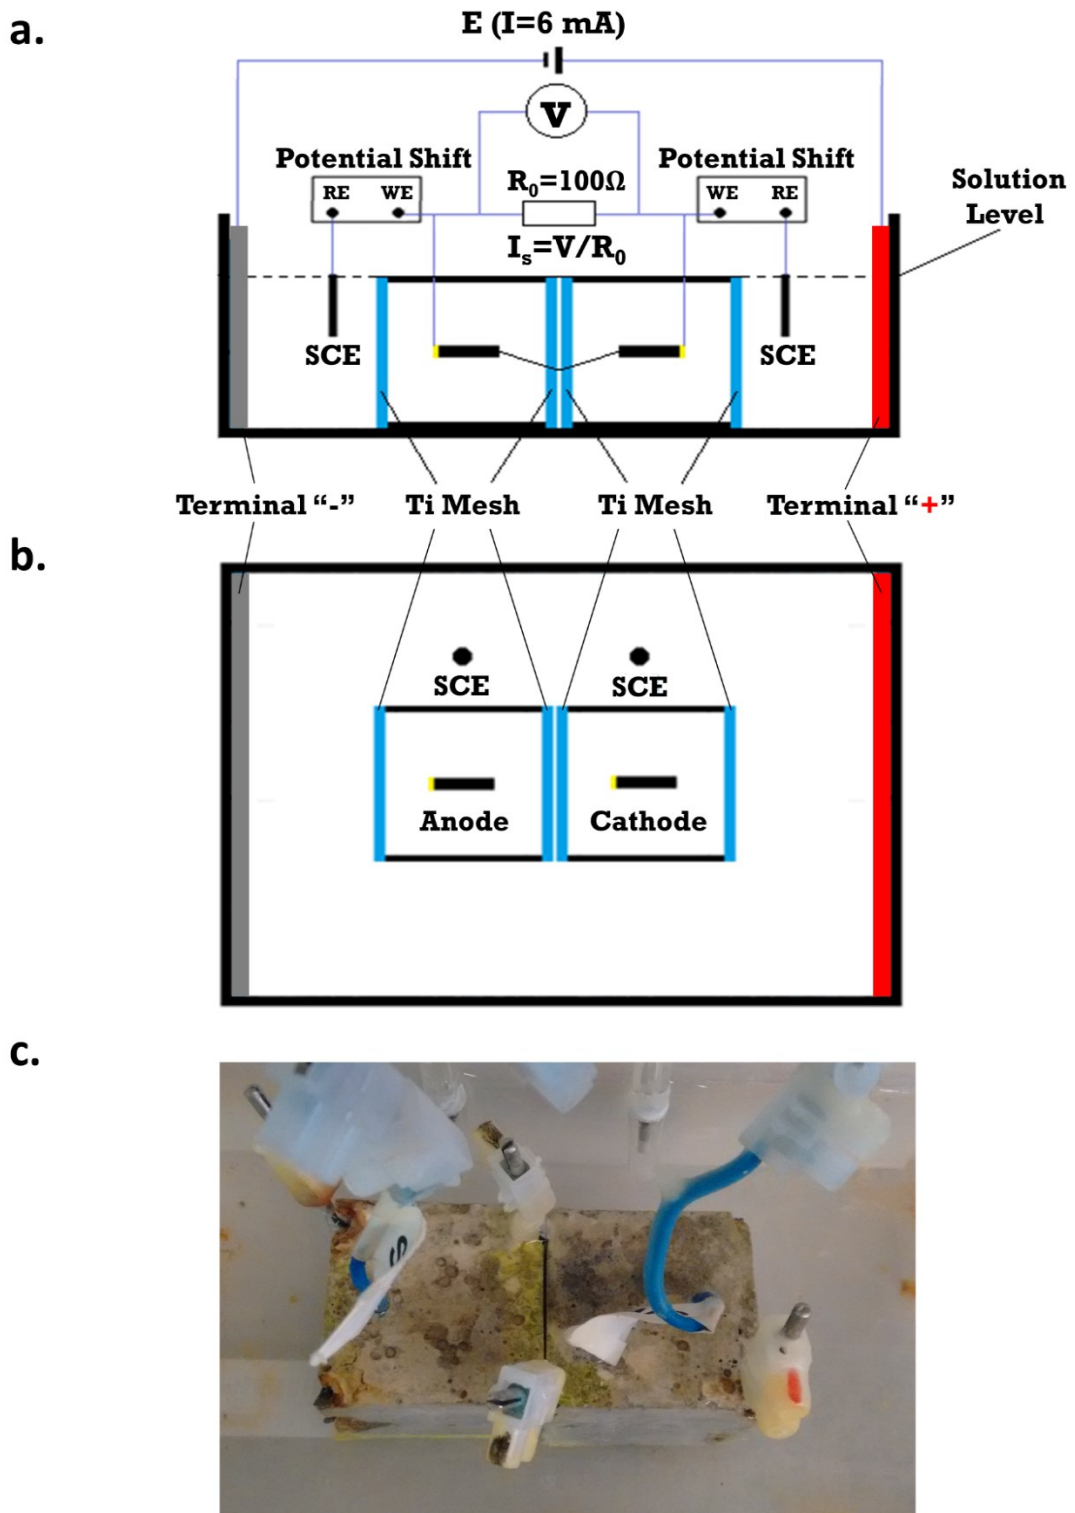 a.
E (I=6 mA)
V
Potential Shift
Potential Shift
RE WE
R₀=100Ω
WE RE
Iₛ=V/R₀
Solution
Level
SCE
SCE
Terminal “-”
Ti Mesh
Ti Mesh
Terminal “+”
b.
SCE
SCE
Anode
Cathode
c.